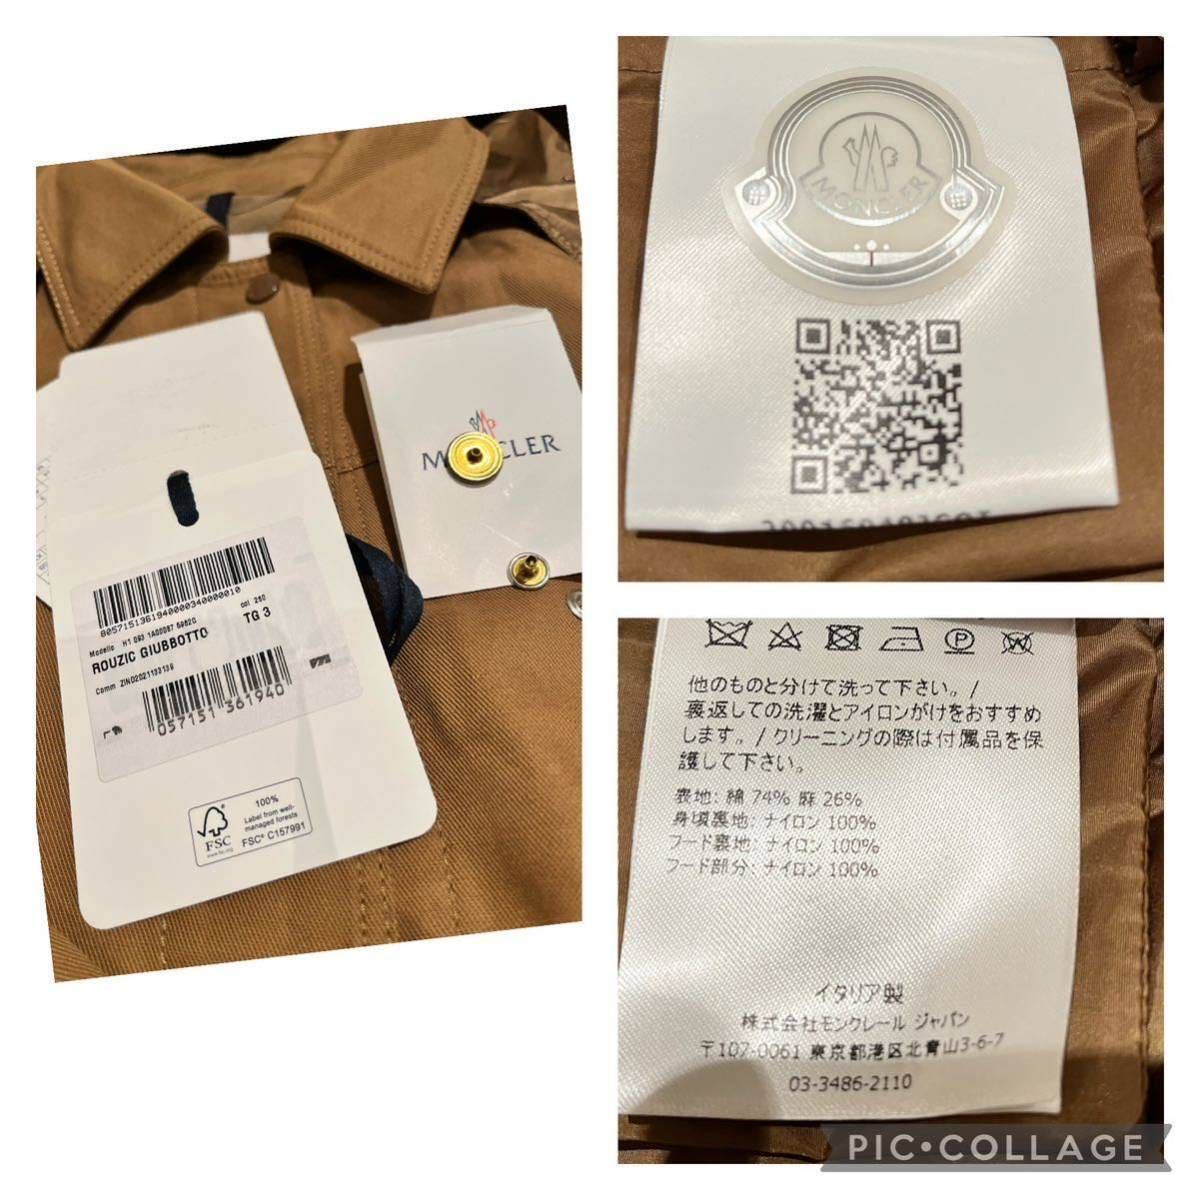 MONCLER
8057151361940000340000010
col 250
Modello H1 093 1A00087 5982G
TG 3
ROUZIC GIUBBOTTO
Comm ZIN0202113313G
057151 361940
100%
Label from well-
managed forests
FSC
www.fsc.org
FSC® C157991
MONCLER
他のものと分けて洗って下さい。/
裏返しての洗濯とアイロンがけをおすすめ
します。/ クリーニングの際は付属品を保
護して下さい。
表地: 綿 74% 麻 26%
身頃裏地: ナイロン 100%
フード裏地: ナイロン 100%
フード部分: ナイロン 100%
イタリア製
株式会社モンクレール ジャパン
〒107-0061 東京都港区北青山3-6-7
03-3486-2110
PIC•COLLAGE